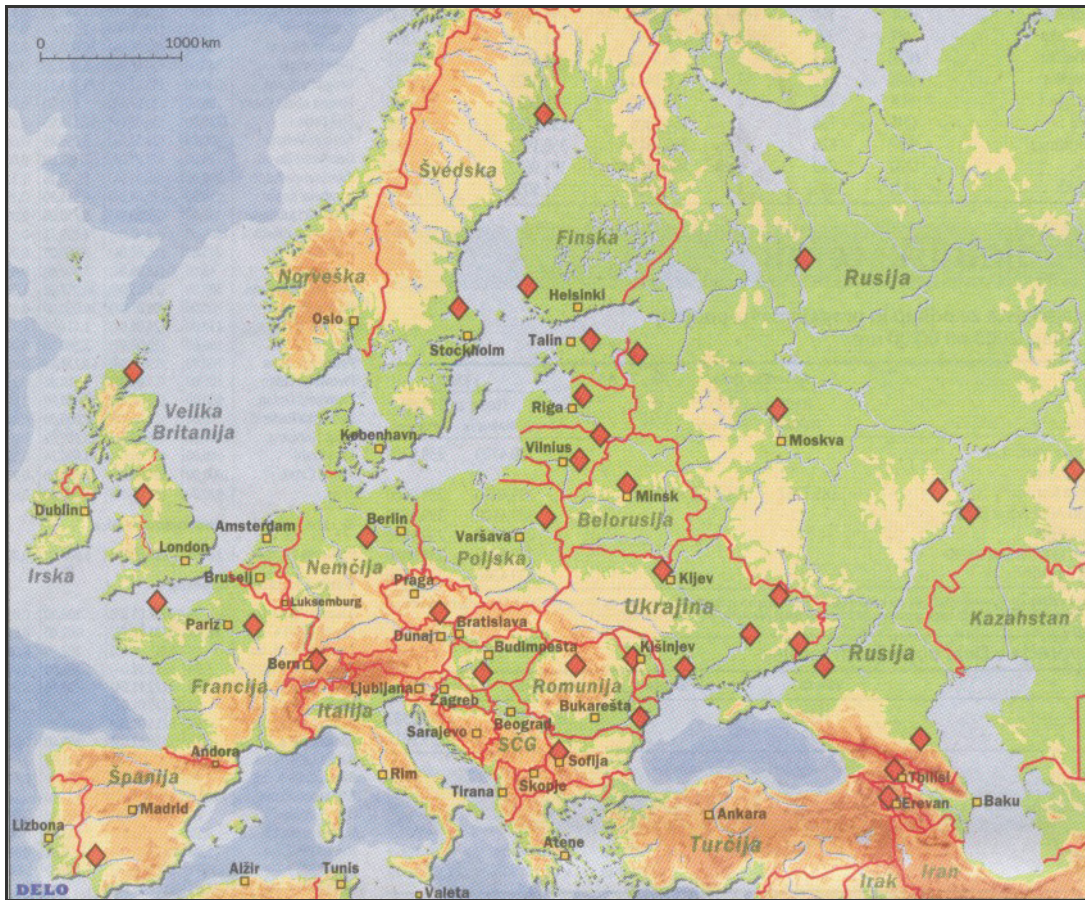 0 1000 km
Švedska
Finska
Rusija
Norveška
Helsinki
Oslo
Stockholm
Talin
Velika
Britanija
Riga
Moskva
København
Vilnius
Minsk
Dublin
Amsterdam
Berlin
Varšava
Belorusija
London
Poljska
Nemčija
Irska
Bruselj
Praga
Kijev
Luksemburg
Ukrajina
Kazahstan
Pariz
Bratislava
Dunaj
Budimpešta
Kišinjev
Bern
Rusija
Francija
Ljubljana
Romunija
Zagreb
Italija
Bukarešta
Beograd
Sarajevo
SČG
Andora
Sofija
Španija
Rim
Skopje
Tbilisi
Tirana
Madrid
Erevan
Baku
Ankara
Lizbona
Atene
Turčija
Alžir
Tunis
Irak
Iran
DELO
Valeta